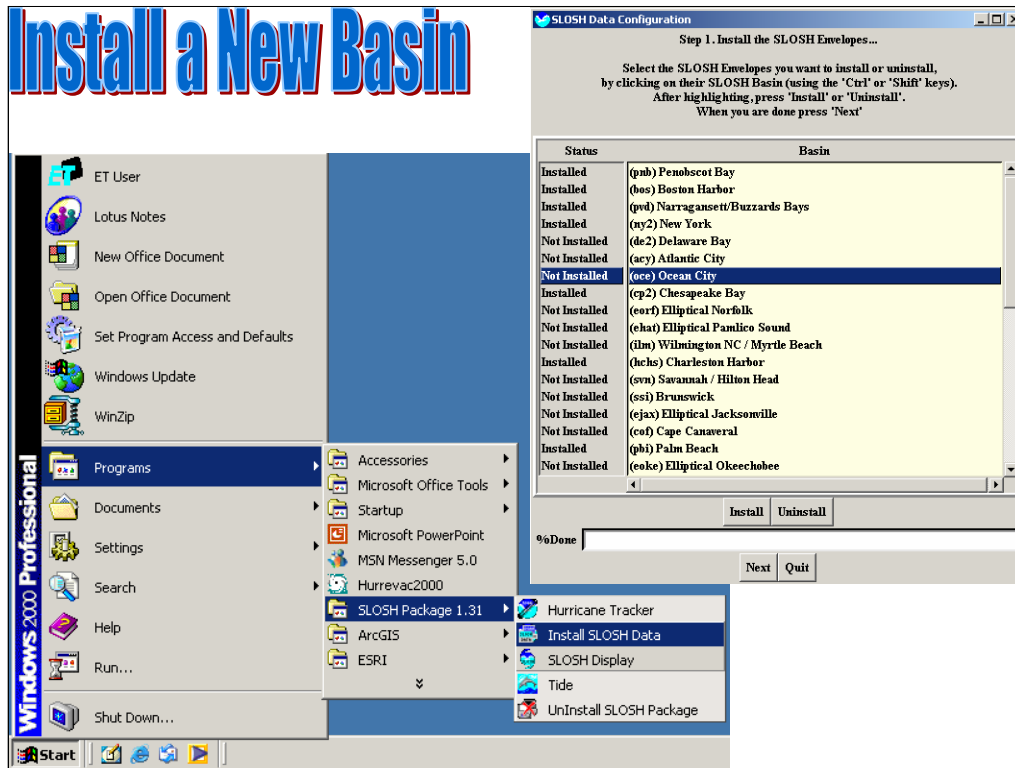 Install a New Basin
SLOSH Data Configuration
Step 1. Install the SLOSH Envelopes...
Select the SLOSH Envelopes you want to install or uninstall,
by clicking on their SLOSH Basin (using the 'Ctrl' or 'Shift' keys).
After highlighting, press 'Install' or 'Uninstall'.
When you are done press 'Next'
Status Basin
Installed (pnb) Penobscot Bay
Installed (bos) Boston Harbor
Installed (pvd) Narragansett/Buzzards Bays
Installed (ny2) New York
Not Installed (de2) Delaware Bay
Not Installed (acy) Atlantic City
Not Installed (oce) Ocean City
Installed (cp2) Chesapeake Bay
Not Installed (eorf) Elliptical Norfolk
Not Installed (ehat) Elliptical Pamlico Sound
Not Installed (ilm) Wilmington NC / Myrtle Beach
Installed (hchs) Charleston Harbor
Not Installed (svn) Savannah / Hilton Head
Not Installed (ssi) Brunswick
Not Installed (ejax) Elliptical Jacksonville
Not Installed (cof) Cape Canaveral
Installed (pbi) Palm Beach
Not Installed (eoke) Elliptical Okeechobee
Install Uninstall
%Done
Next Quit
Windows 2000 Professional
ET User
Lotus Notes
New Office Document
Open Office Document
Set Program Access and Defaults
Windows Update
WinZip
Programs
Documents
Settings
Search
Help
Run...
Shut Down...
Accessories
Microsoft Office Tools
Startup
Microsoft PowerPoint
MSN Messenger 5.0
Hurrevac2000
SLOSH Package 1.31
ArcGIS
ESRI
Hurricane Tracker
Install SLOSH Data
SLOSH Display
Tide
UnInstall SLOSH Package
Start